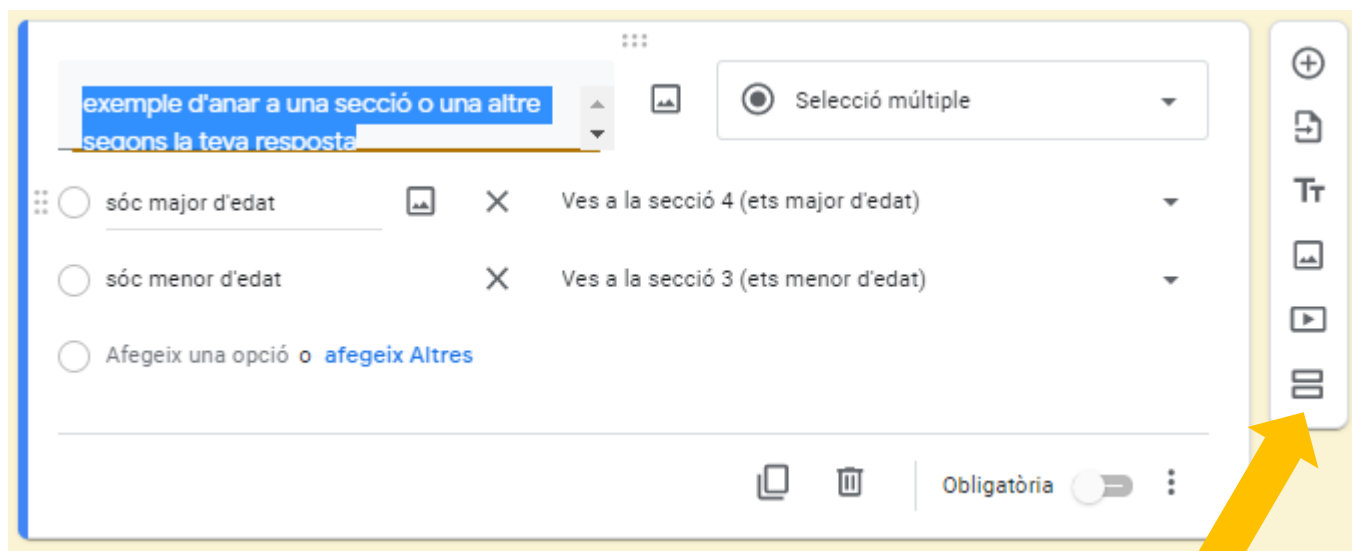 exemple d'anar a una secció o una altre
segons la teva resposta
Selecció múltiple
sóc major d'edat
Ves a la secció 4 (ets major d'edat)
sóc menor d'edat
Ves a la secció 3 (ets menor d'edat)
Afegeix una opció o afegeix Altres
Obligatòria
Tт